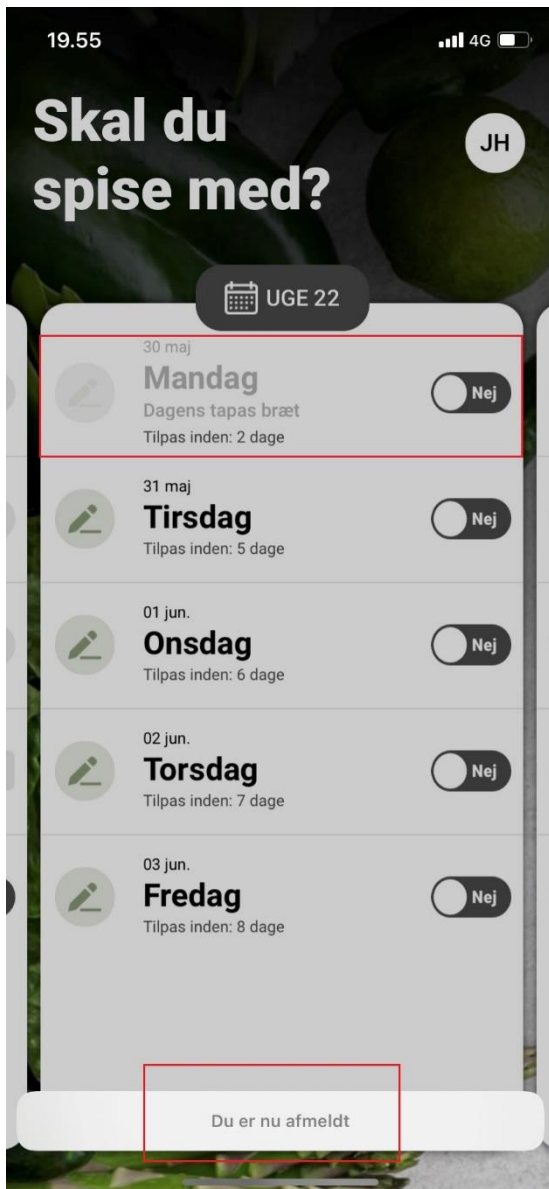 19.55
4G
Skal du
spise med?
JH
UGE 22
30 maj
Mandag
Dagens tapas bræt
Tilpas inden: 2 dage
Nej
31 maj
Tirsdag
Tilpas inden: 5 dage
Nej
01 jun.
Onsdag
Tilpas inden: 6 dage
Nej
02 jun.
Torsdag
Tilpas inden: 7 dage
Nej
03 jun.
Fredag
Tilpas inden: 8 dage
Nej
Du er nu afmeldt